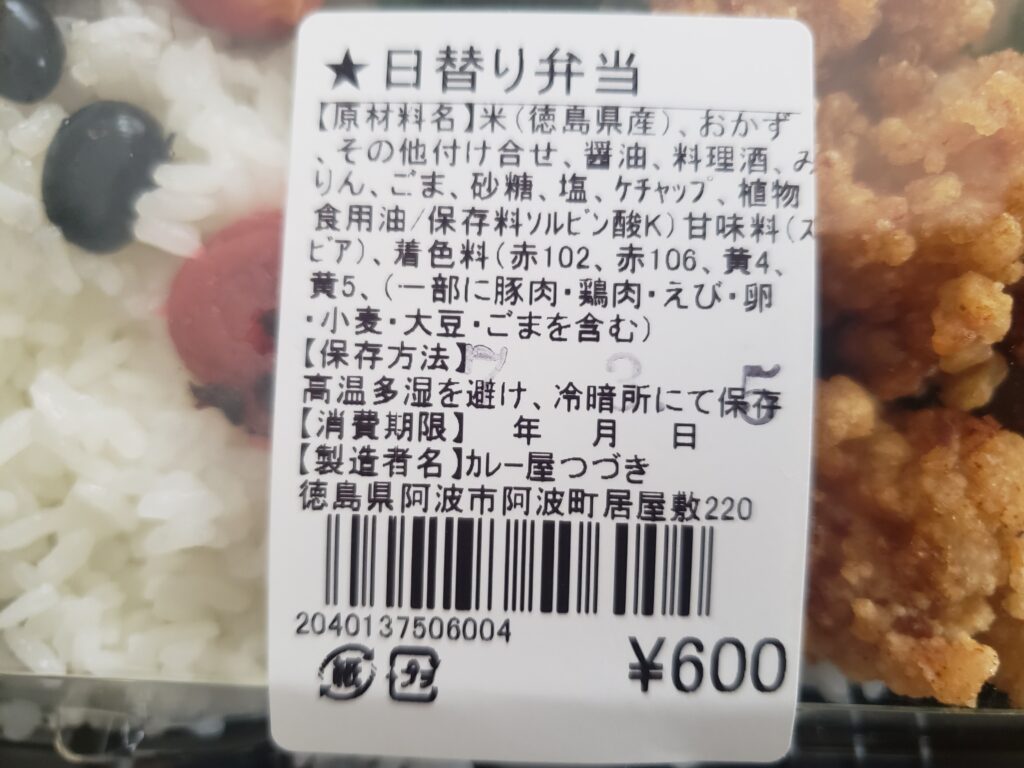 ★日替り弁当
【原材料名】米(徳島県産)、おかず
、その他付け合せ、醤油、料理酒、み
りん、ごま、砂糖、塩、ケチャップ、植物
食用油/保存料ソルビン酸K)甘味料(ス
ビア)、着色料(赤102、赤106、黄4、
黄5、(一部に豚肉・鶏肉・えび・卵
・小麦・大豆・ごまを含む)
【保存方法】
高温多湿を避け、冷暗所にて保存
5
【消費期限】 年 月 日
【製造者名】カレー屋つづき
徳島県阿波市阿波町居屋敷220
2040137506004
紙 プラ
¥600